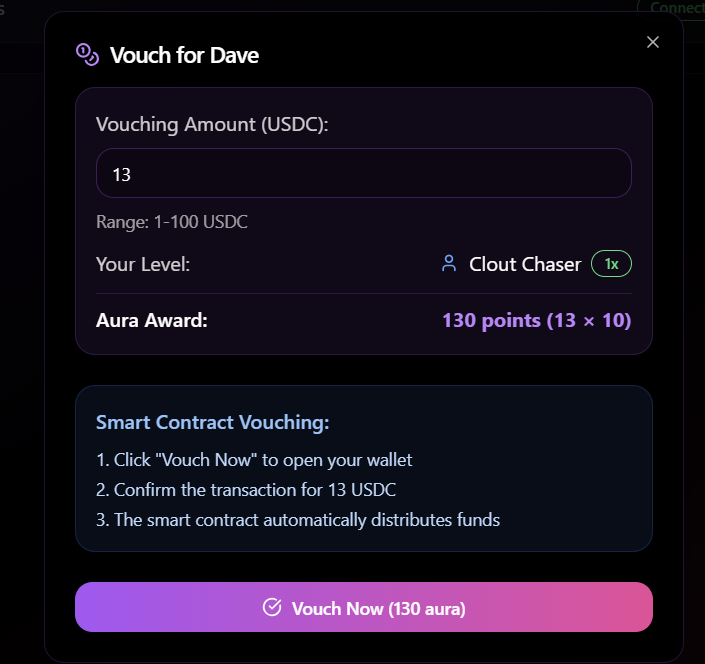 Connect
Vouch for Dave
Vouching Amount (USDC):
13
Range: 1-100 USDC
Your Level:
Clout Chaser 1x
Aura Award:
130 points (13 × 10)
Smart Contract Vouching:
1. Click "Vouch Now" to open your wallet
2. Confirm the transaction for 13 USDC
3. The smart contract automatically distributes funds
Vouch Now (130 aura)